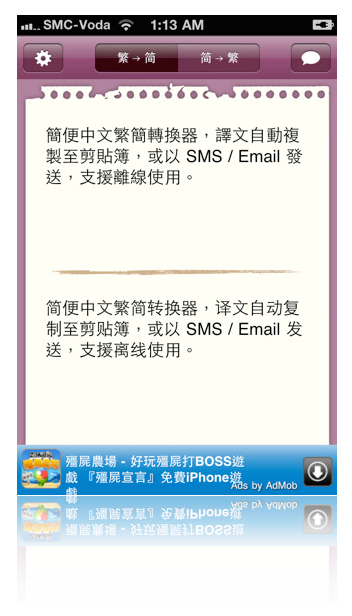 SMC-Voda 1:13 AM
繁→简 简→繁
簡便中文繁簡轉換器，譯文自動複
製至剪貼簿，或以 SMS / Email 發
送，支援離線使用。
简便中文繁简转换器，译文自动复
制至剪贴簿，或以 SMS / Email 发
送，支援离线使用。
殭屍農場 - 好玩殭屍打BOSS遊
戲 『殭屍宣言』免費iPhone遊
戲
Ads by AdMob